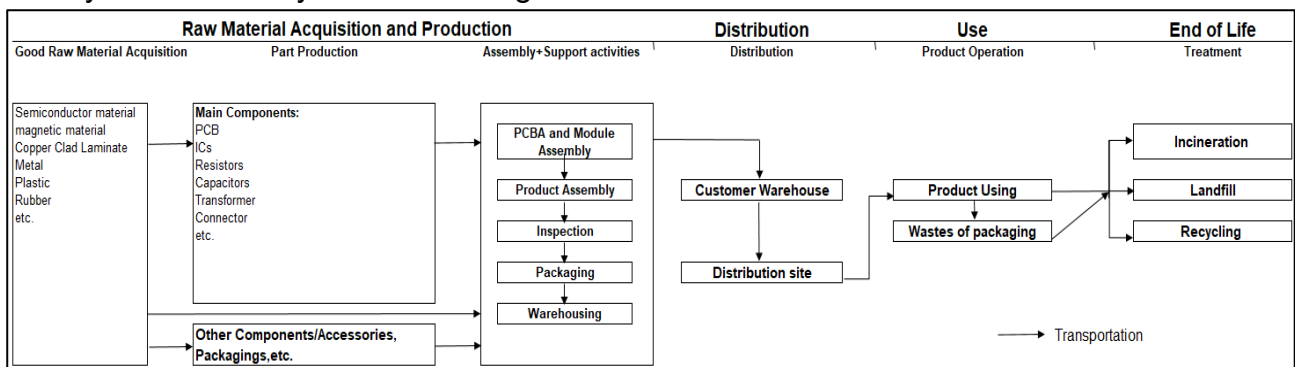 Raw Material Acquisition and Production
Distribution
Use
End of Life
Good Raw Material Acquisition
Part Production
Assembly+Support activities
Distribution
Product Operation
Treatment
Semiconductor material
magnetic material
Copper Clad Laminate
Metal
Plastic
Rubber
etc.
Main Components:
PCB
ICs
Resistors
Capacitors
Transformer
Connector
etc.
Other Components/Accessories,
Packagings,etc.
PCBA and Module
Assembly
Product Assembly
Inspection
Packaging
Warehousing
Customer Warehouse
Distribution site
Product Using
Wastes of packaging
Incineration
Landfill
Recycling
Transportation